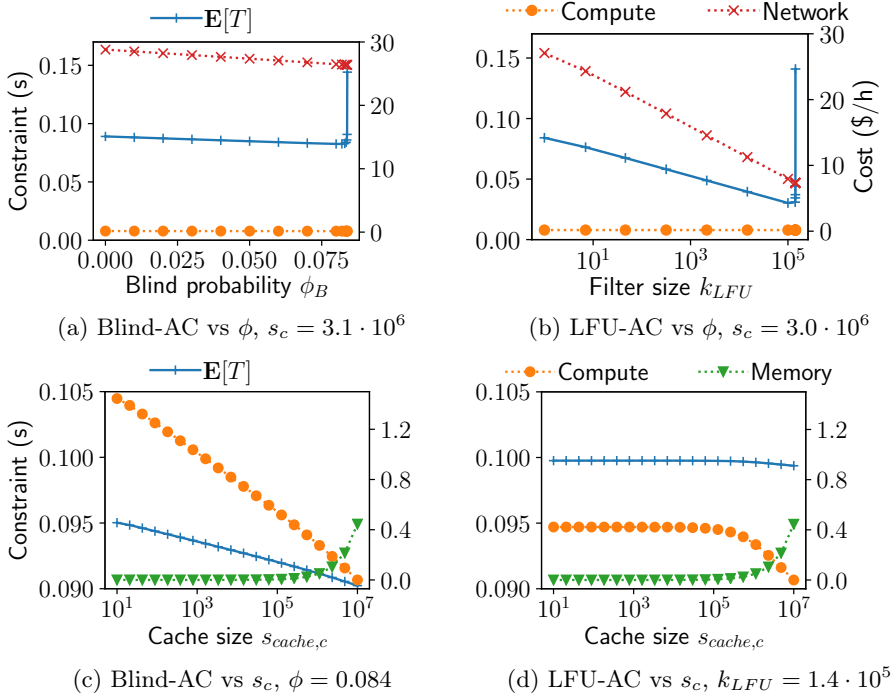 E[T]
Compute
Network
Constraint (s)
0.15
0.10
0.05
0.00
30
20
10
0
0.000
0.025
0.050
0.075
Blind probability ϕ_B
(a) Blind-AC vs ϕ, s_c = 3.1 · 10^6
0.15
0.10
0.05
0.00
30
20
10
0
Cost ($/h)
10^1
10^3
10^5
Filter size k_LFU
(b) LFU-AC vs ϕ, s_c = 3.0 · 10^6
E[T]
Compute
Memory
Constraint (s)
0.105
0.100
0.095
0.090
1.2
0.8
0.4
0.0
10^1
10^3
10^5
10^7
Cache size s_cache,c
(c) Blind-AC vs s_c, ϕ = 0.084
0.105
0.100
0.095
0.090
1.2
0.8
0.4
0.0
10^1
10^3
10^5
10^7
Cache size s_cache,c
(d) LFU-AC vs s_c, k_LFU = 1.4 · 10^5